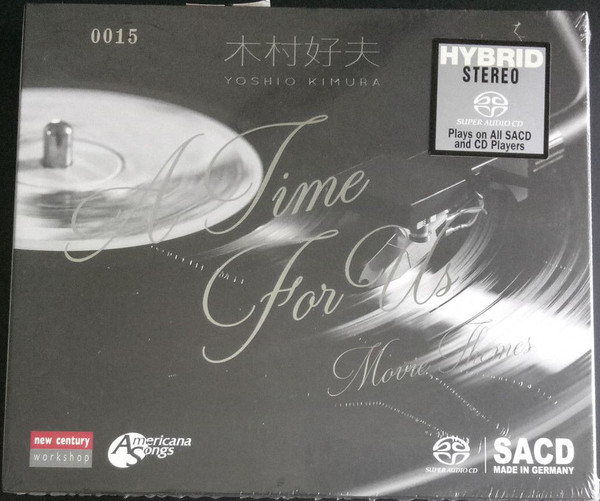 0015
木村好夫
YOSHIO KIMURA
HYBRID
STEREO
SUPER AUDIO CD
Plays on All SACD
and CD Players
A Time
For Us
Movie Themes
new century
workshop
Americana
Songs
SUPER AUDIO CD
SACD
MADE IN GERMANY